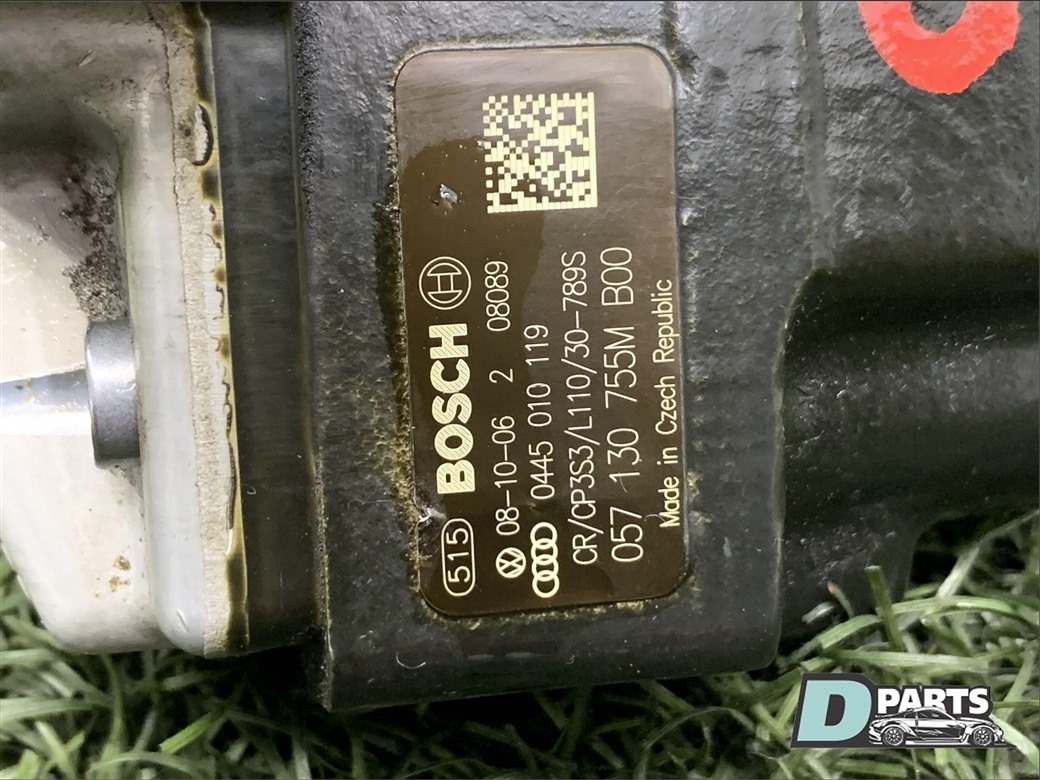 515 BOSCH
08-10-06 2 08089
0445 010 119
CR/CP3S3/L110/30-789S
057 130 755M B00
Made in Czech Republic
D PARTS